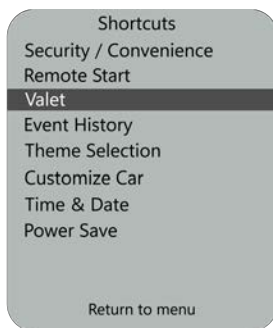 Shortcuts
Security / Convenience
Remote Start
Valet
Event History
Theme Selection
Customize Car
Time & Date
Power Save
Return to menu